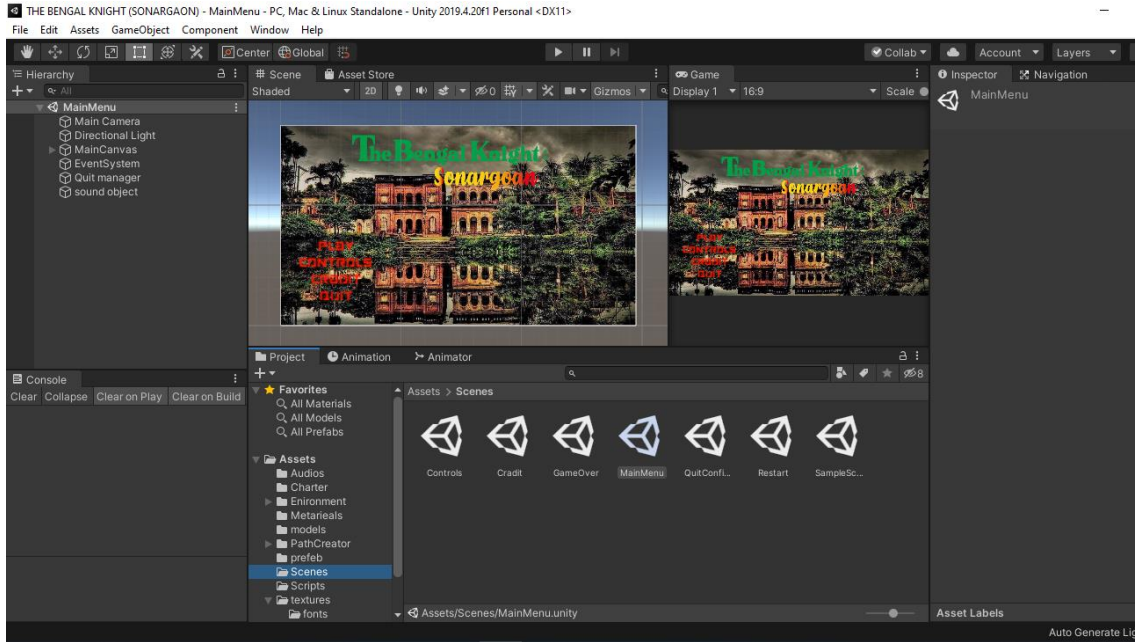 THE BENGAL KNIGHT (SONARGAON) - MainMenu - PC, Mac & Linux Standalone - Unity 2019.4.20f1 Personal <DX11>
File Edit Assets GameObject Component Window Help
Center Global Collab Account Layers
Hierarchy
All
MainMenu
Main Camera
Directional Light
MainCanvas
EventSystem
Quit manager
sound object
Scene Asset Store
Shaded 2D 0 Gizmos
The Bengal Knight :
Sonargoan
PLAY
CONTROLS
CREDIT
QUIT
Game
Display 1 16:9 Scale
The Bengal Knight :
Sonargoan
PLAY
CONTROLS
CREDIT
QUIT
Inspector Navigation
MainMenu
Console
Clear Collapse Clear on Play Clear on Build
Project Animation Animator
8
Favorites
All Materials
All Models
All Prefabs
Assets
Audios
Charter
Enironment
Metarieals
models
PathCreator
prefeb
Scenes
Scripts
textures
fonts
Assets > Scenes
Controls Cradit GameOver MainMenu QuitConfi... Restart SampleSc...
Assets/Scenes/MainMenu.unity
Asset Labels
Auto Generate Lig